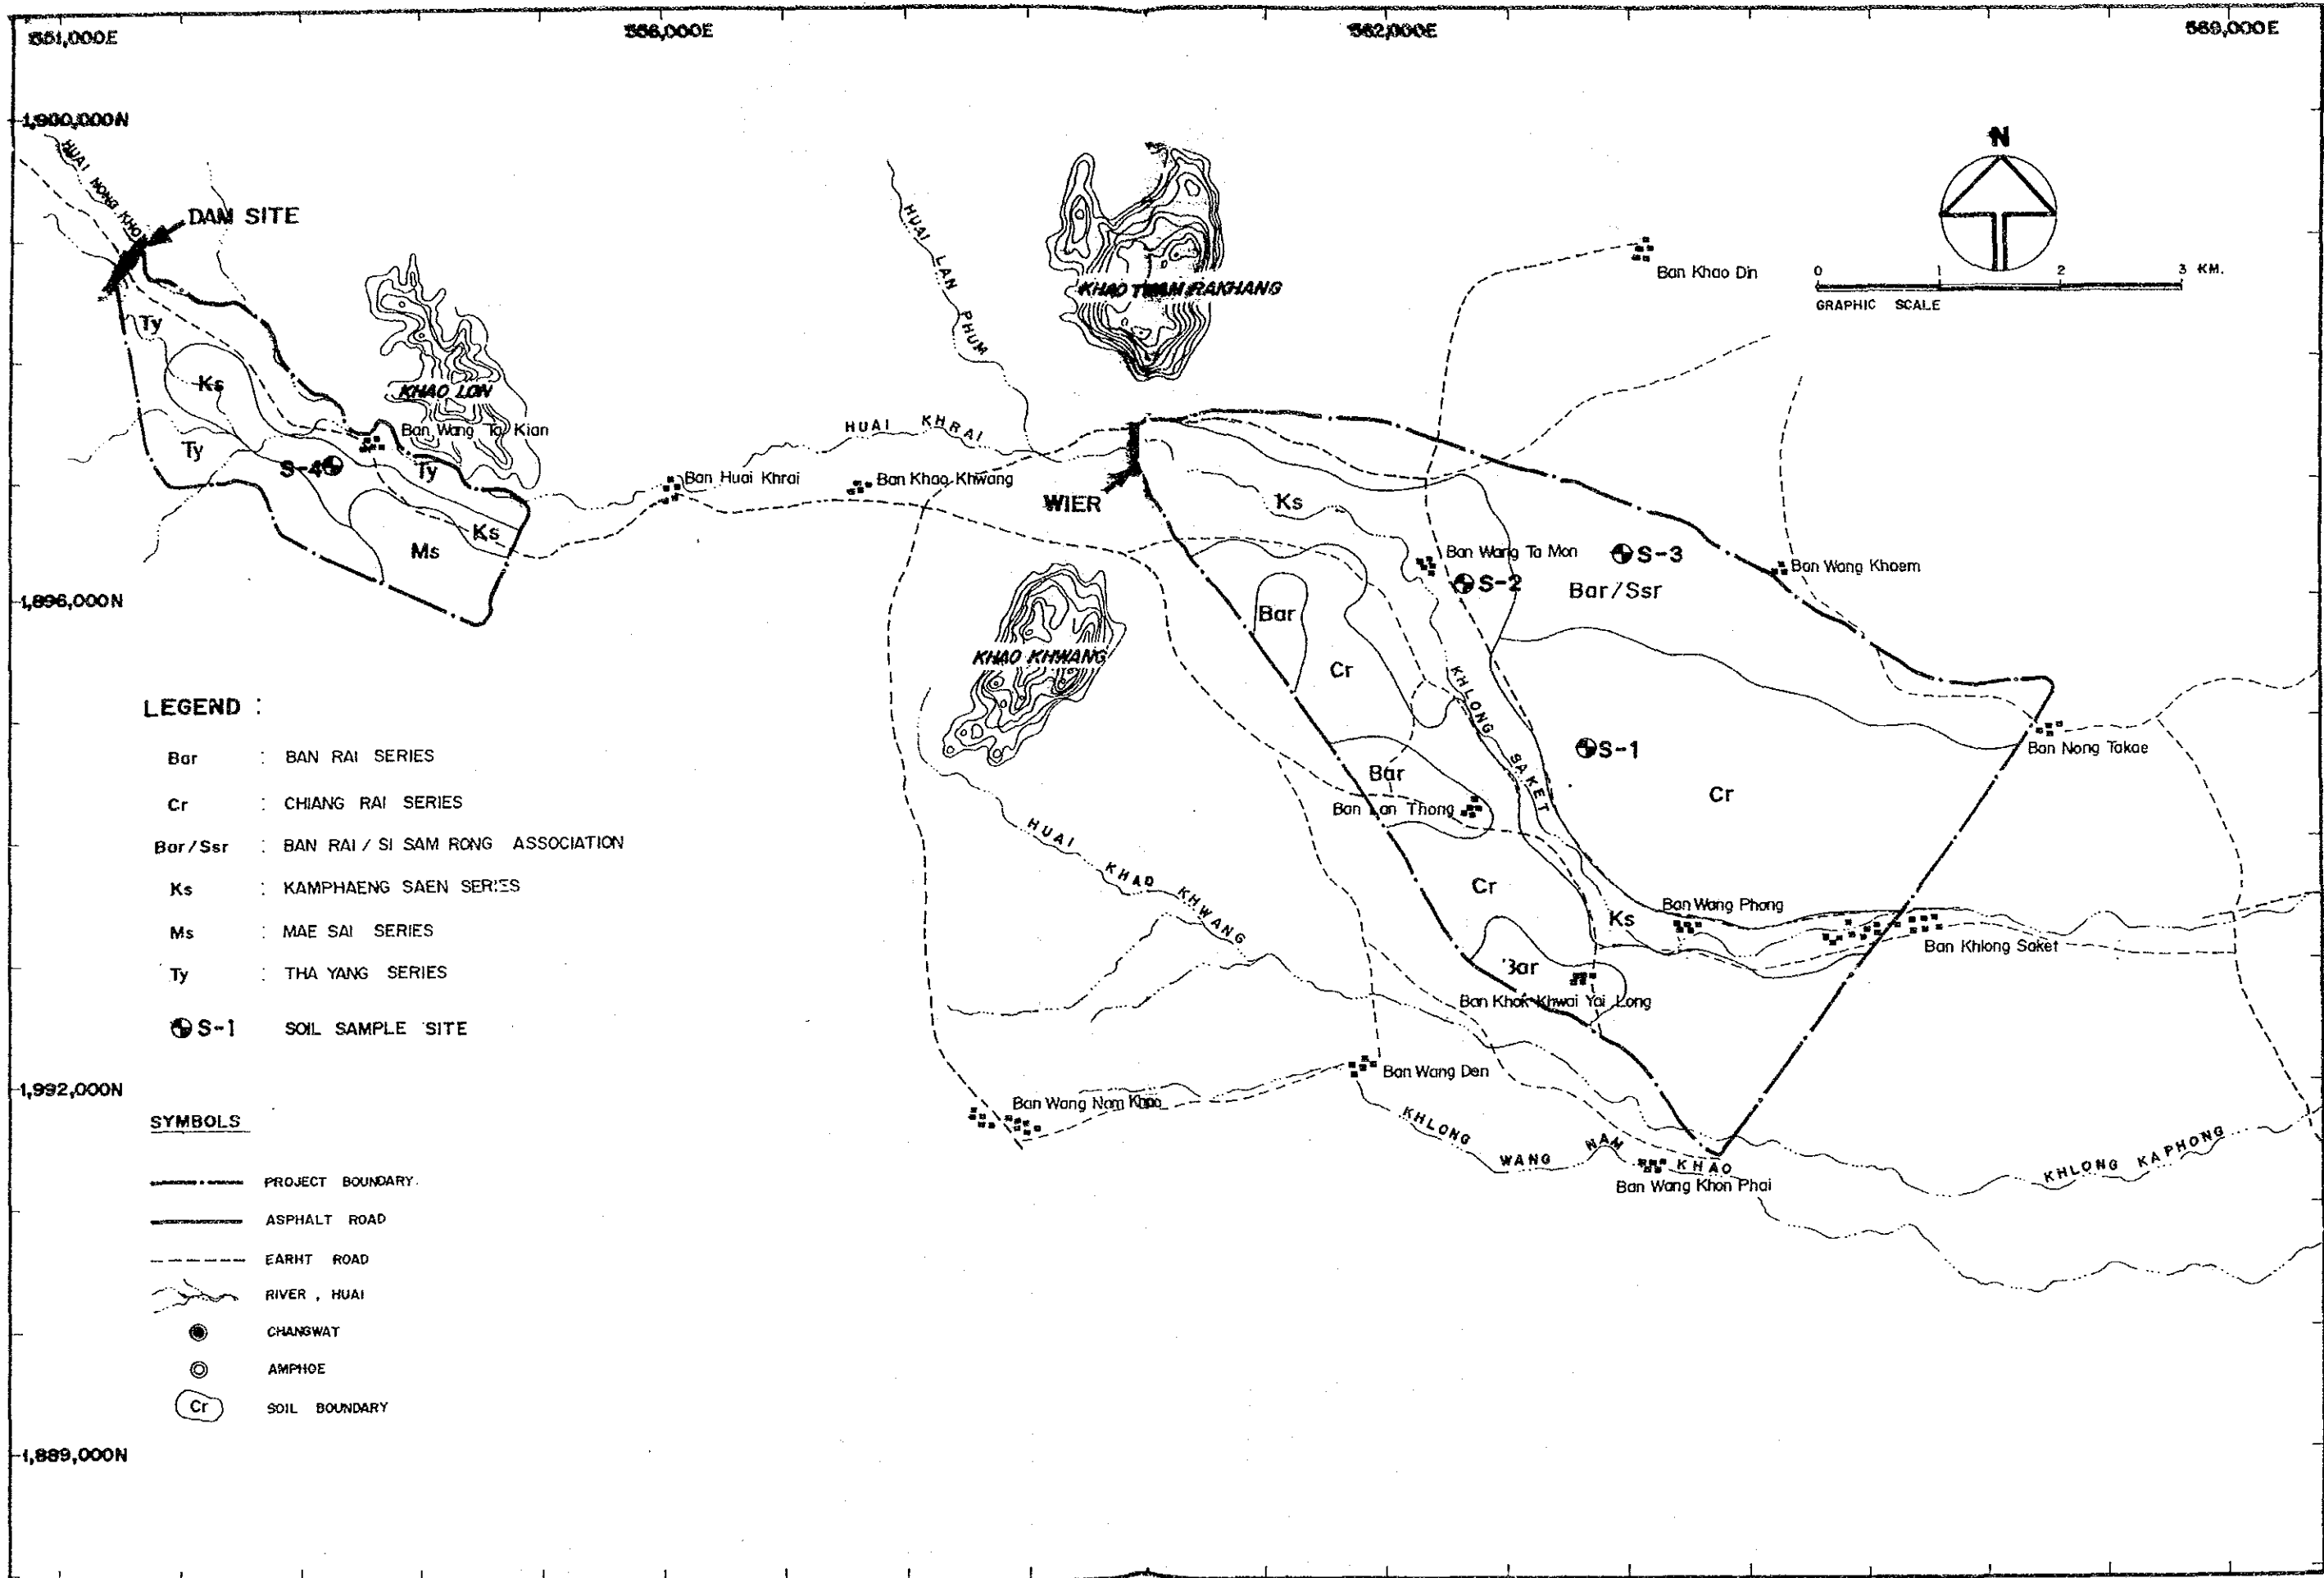 551,000E 556,000E 562,000E 569,000E
1,900,000N
N
HUAI NONG KHOI
DAM SITE
HUAI LAN PHUM
KHAO THAM RAKHANG
Ban Khao Din
0 1 2 3 KM.
GRAPHIC SCALE
Ty
Ks
KHAO LON
Ban Wang Ta Kian
HUAI KHRAI
Ty
S-4
Ty
Ban Huai Khrai
Ban Khao Khwang
WIER
Ks
Ks
Ms
Ban Wang Ta Mon
S-3
Ban Wang Khaem
S-2
Bar/Ssr
1,896,000N
Bar
KHAO KHWANG
Cr
KHLONG SAKET
LEGEND :
Bar : BAN RAI SERIES
Cr : CHIANG RAI SERIES
Bar/Ssr : BAN RAI / SI SAM RONG ASSOCIATION
Ks : KAMPHAENG SAEN SERIES
Ms : MAE SAI SERIES
Ty : THA YANG SERIES
S-1 SOIL SAMPLE SITE
S-1
Ban Nong Takae
Bar
Cr
Ban Lan Thong
HUAI KHAO KHWANG
Cr
Ban Wang Phong
Ks
Ban Khlong Saket
Bar
Ban Khok Khwai Yai Long
1,992,000N
Ban Wang Den
Ban Wang Nam Khao
KHLONG WANG NAM KHAO
KHLONG KAPHONG
Ban Wang Khon Phai
SYMBOLS
PROJECT BOUNDARY.
ASPHALT ROAD
EARHT ROAD
RIVER , HUAI
CHANGWAT
AMPHOE
Cr SOIL BOUNDARY
1,889,000N